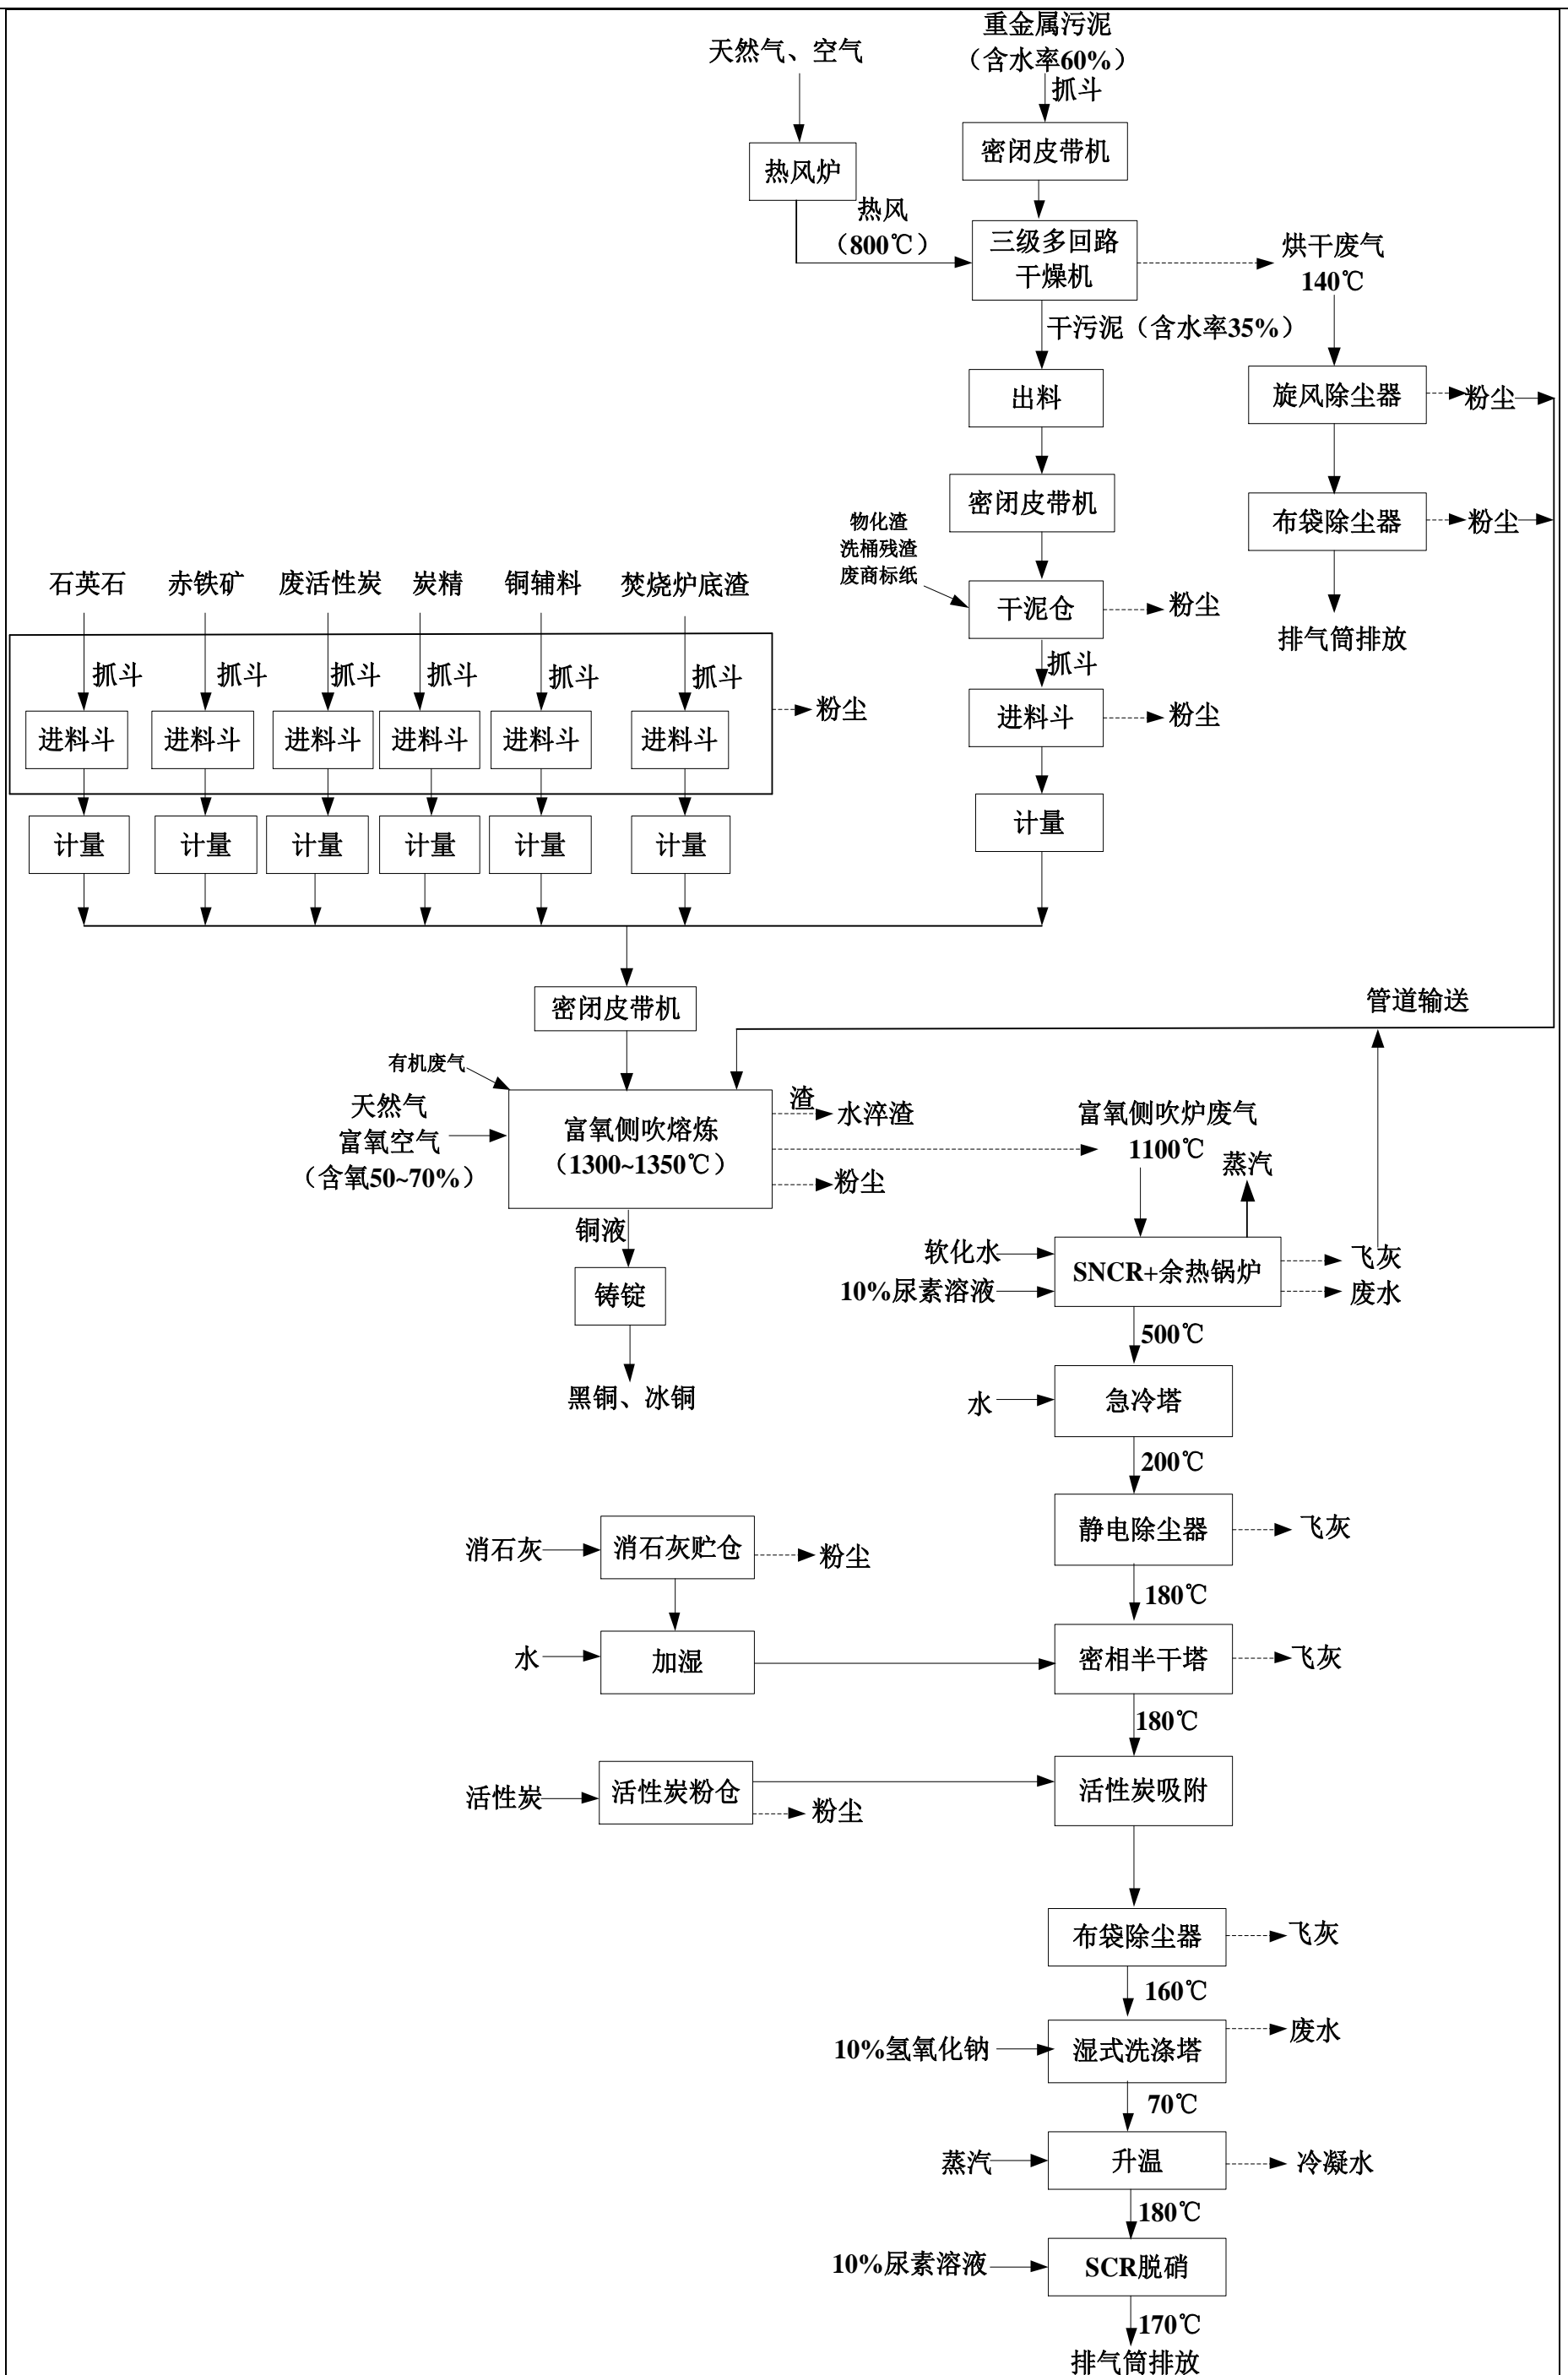 重金属污泥
（含水率60%）
天然气、空气
抓斗
密闭皮带机
热风炉
热风
（800℃）
三级多回路
干燥机
烘干废气
140℃
干污泥（含水率35%）
出料
旋风除尘器
粉尘
密闭皮带机
布袋除尘器
粉尘
物化渣
洗桶残渣
废商标纸
干泥仓
粉尘
排气筒排放
石英石
赤铁矿
废活性炭
炭精
铜辅料
焚烧炉底渣
抓斗
抓斗
抓斗
抓斗
抓斗
抓斗
抓斗
进料斗
进料斗
进料斗
进料斗
进料斗
进料斗
粉尘
进料斗
粉尘
计量
计量
计量
计量
计量
计量
计量
密闭皮带机
管道输送
有机废气
天然气
富氧空气
（含氧50~70%）
富氧侧吹熔炼
（1300~1350℃）
渣
水淬渣
粉尘
富氧侧吹炉废气
1100℃
蒸汽
铜液
铸锭
黑铜、冰铜
软化水
10%尿素溶液
SNCR+余热锅炉
飞灰
废水
500℃
水
急冷塔
200℃
静电除尘器
飞灰
消石灰
消石灰贮仓
粉尘
180℃
水
加湿
密相半干塔
飞灰
180℃
活性炭
活性炭粉仓
粉尘
活性炭吸附
布袋除尘器
飞灰
160℃
10%氢氧化钠
湿式洗涤塔
废水
70℃
蒸汽
升温
冷凝水
180℃
10%尿素溶液
SCR脱硝
170℃
排气筒排放